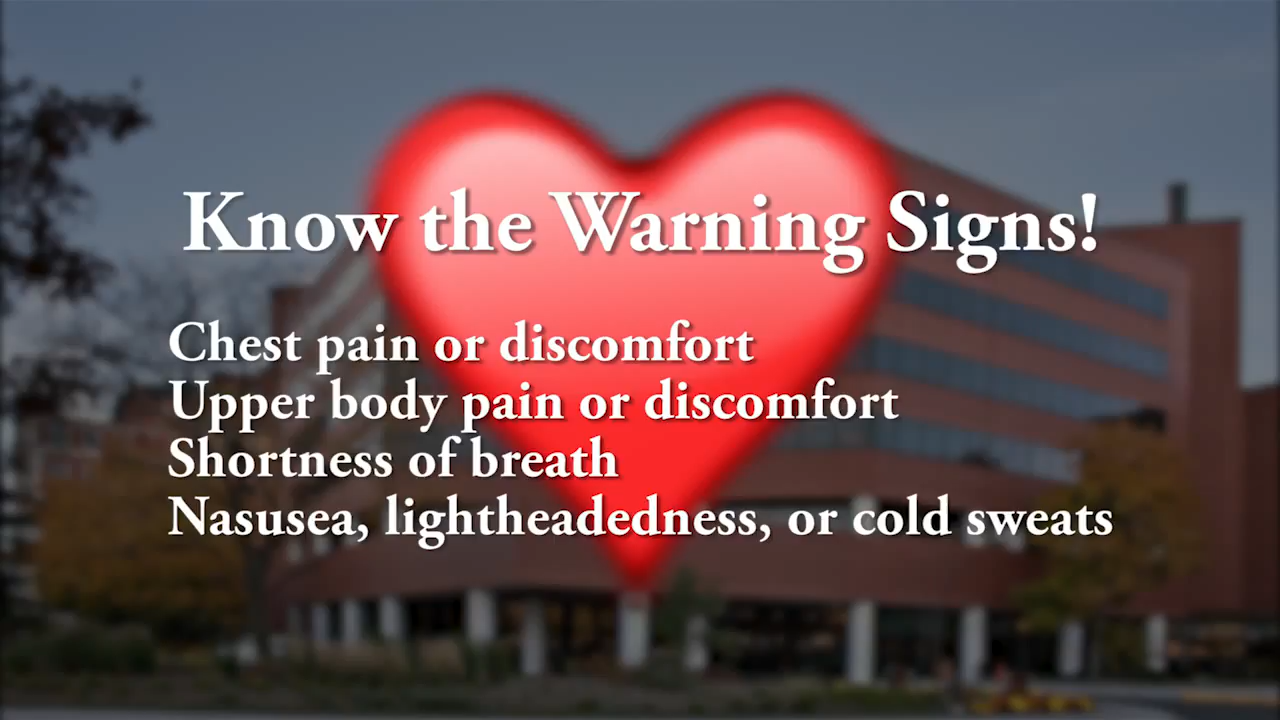 Know the Warning Signs!
Chest pain or discomfort
Upper body pain or discomfort
Shortness of breath
Nasusea, lightheadedness, or cold sweats